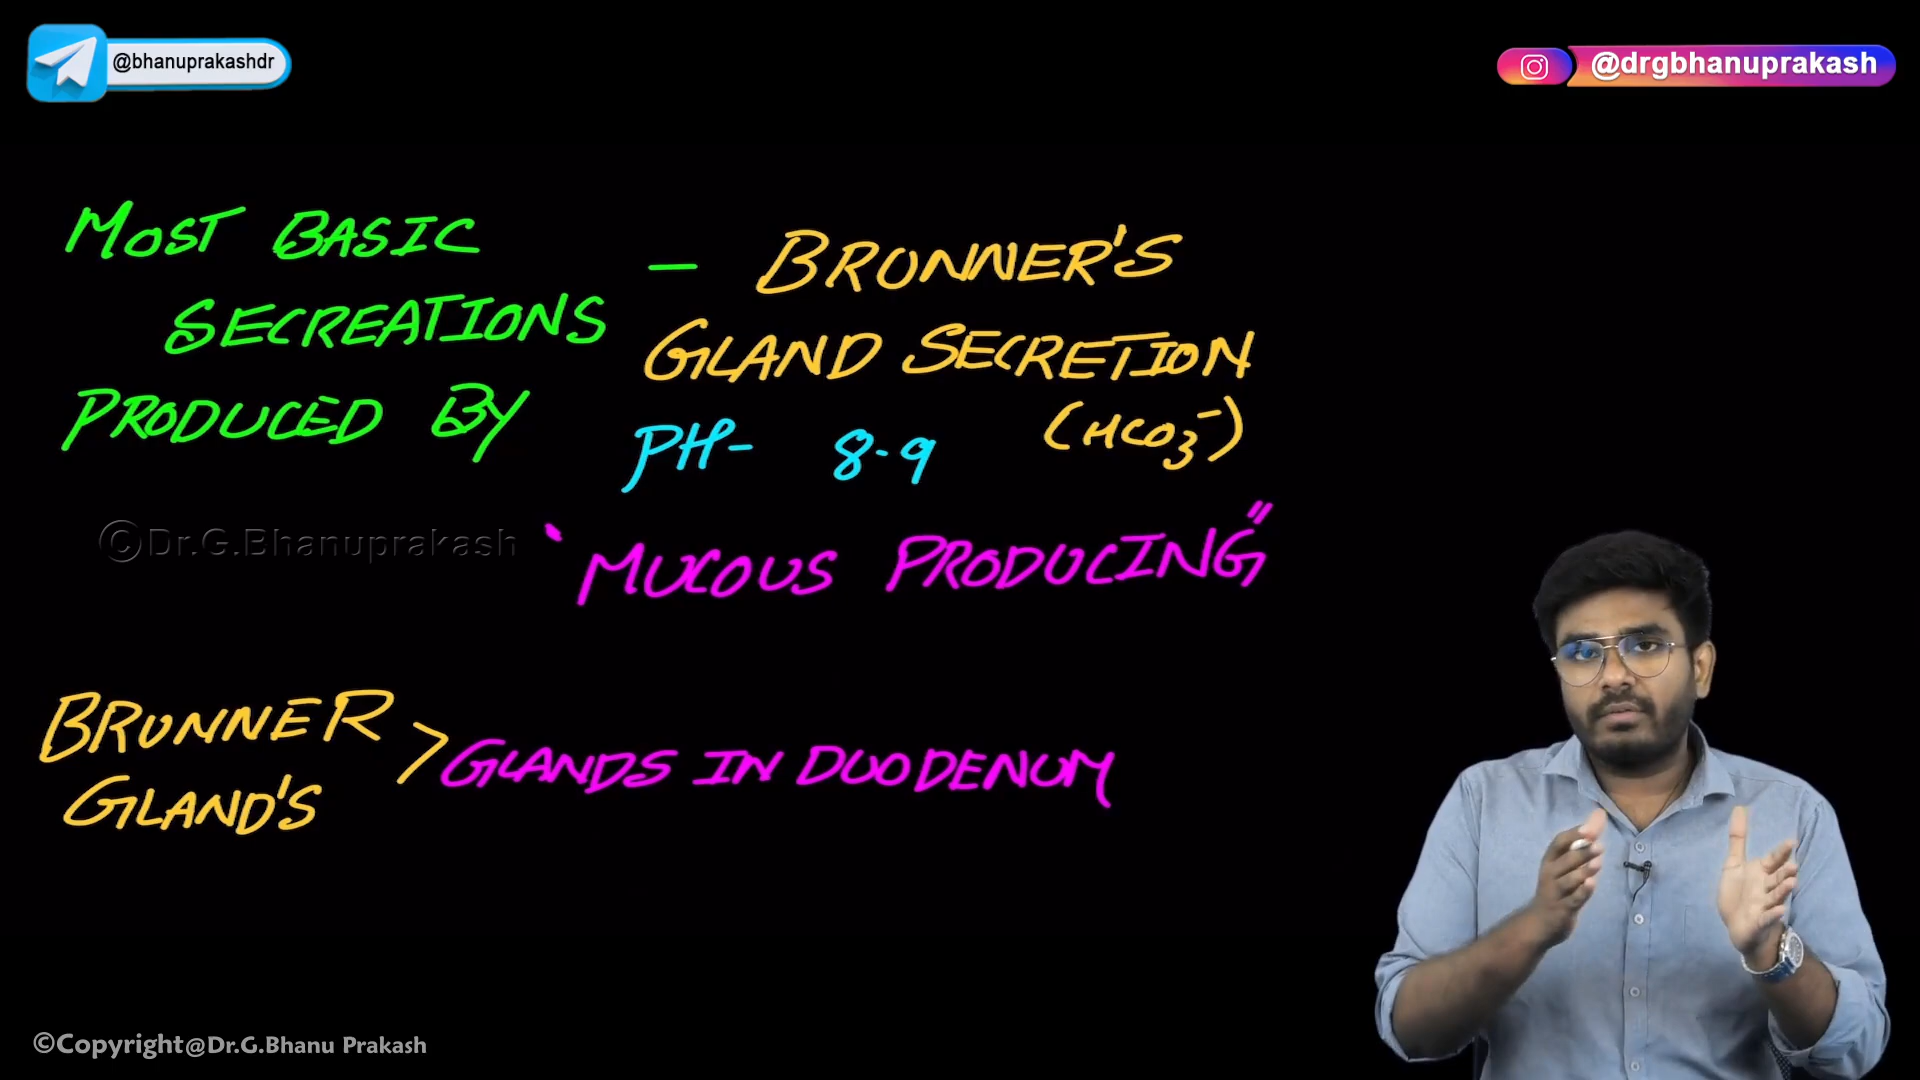 @bhanuprakashdr
@drgbhanuprakash
MOST BASIC
SECREATIONS
PRODUCED BY
- BRUNNER'S
GLAND SECRETION
(HCO3-)
PH- 8-9
"MUCOUS PRODUCING"
©Dr.G.Bhanuprakash
BRUNNER
GLAND'S
> GLANDS IN DUODENUM
©Copyright@Dr.G.Bhanu Prakash